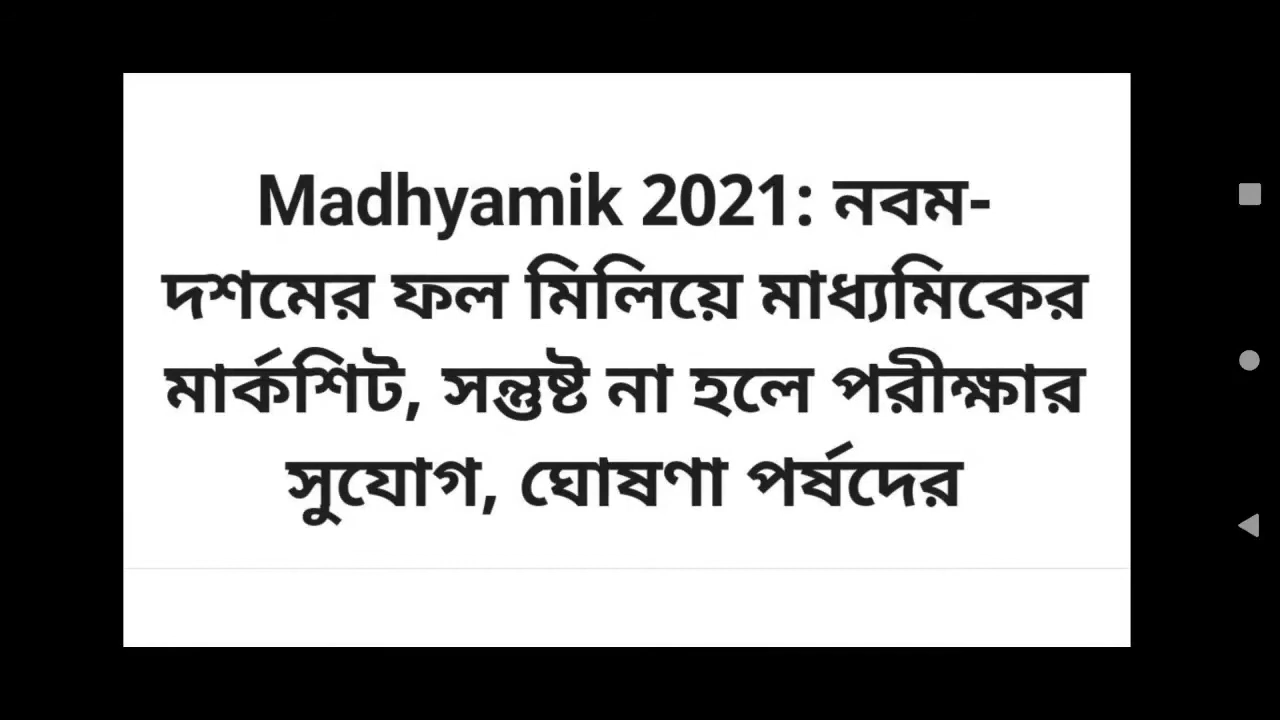 Madhyamik 2021: নবম-
দশমের ফল মিলিয়ে মাধ্যমিকের
মার্কশিট, সন্তুষ্ট না হলে পরীক্ষার
সুযোগ, ঘোষণা পর্ষদের